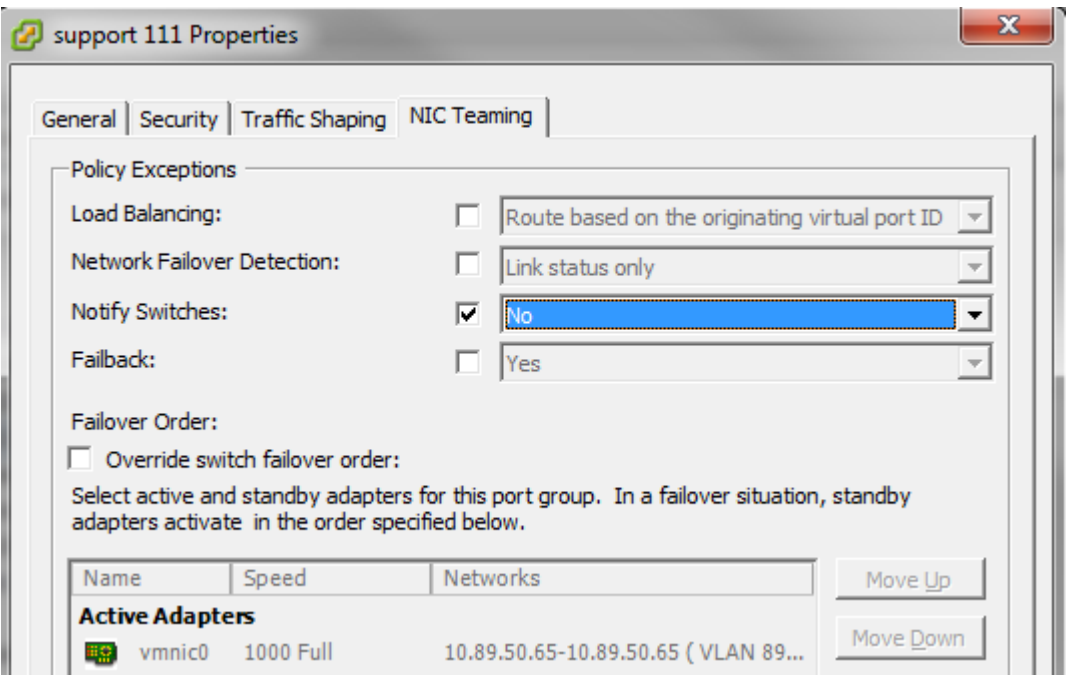 support 111 Properties
General Security Traffic Shaping NIC Teaming
Policy Exceptions
Load Balancing: Route based on the originating virtual port ID
Network Failover Detection: Link status only
Notify Switches: No
Failback: Yes
Failover Order:
Override switch failover order:
Select active and standby adapters for this port group. In a failover situation, standby
adapters activate in the order specified below.
Name Speed Networks Move Up
Active Adapters
vmnic0 1000 Full 10.89.50.65-10.89.50.65 ( VLAN 89... Move Down